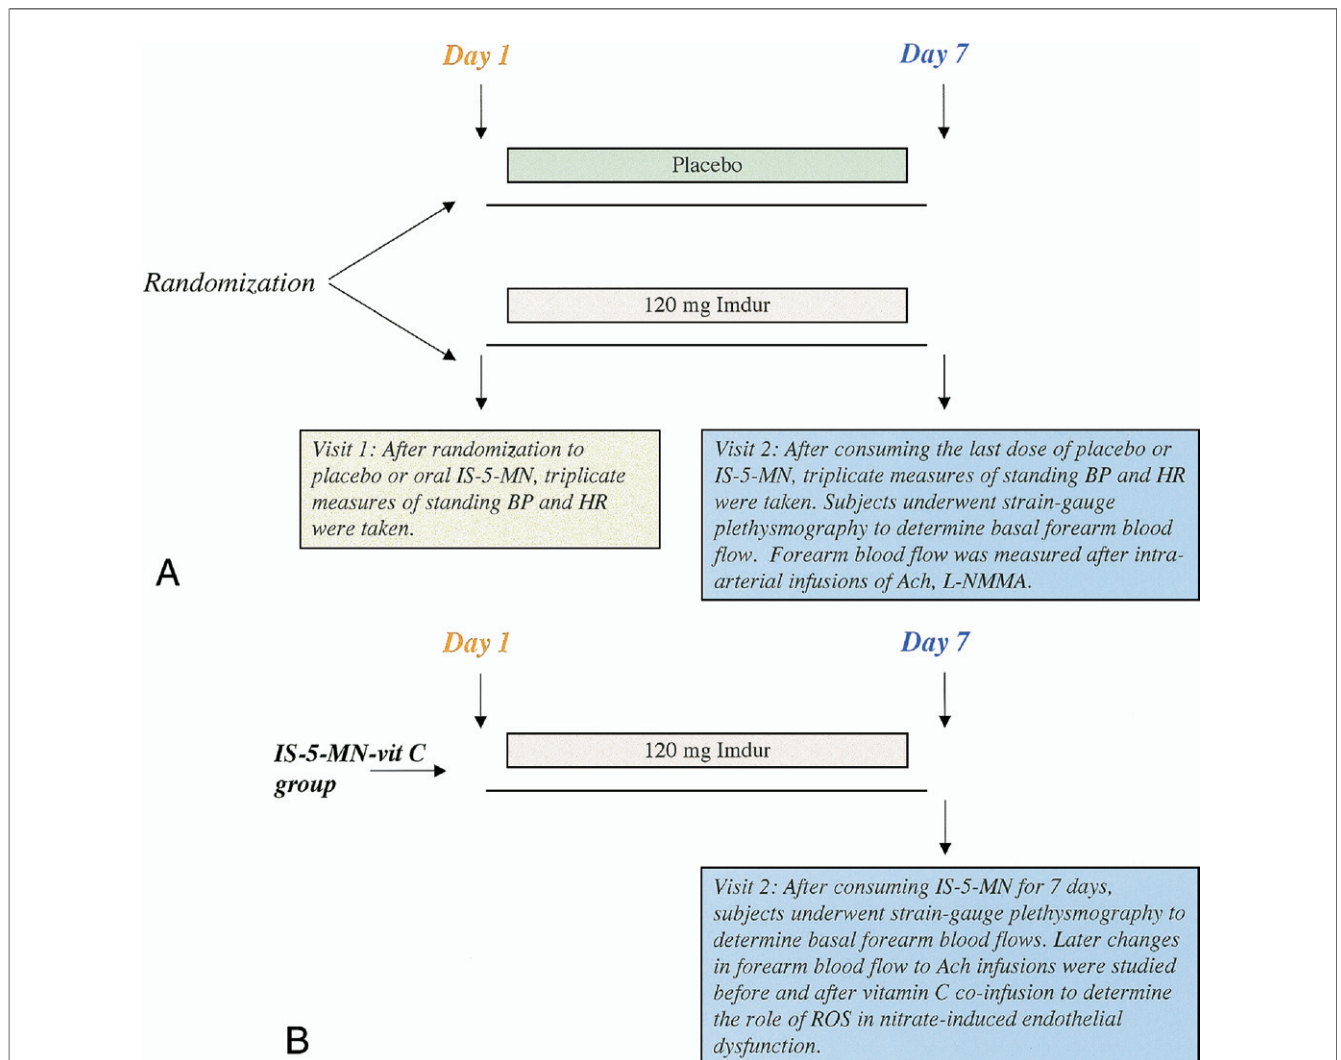 Day 1
Day 7
Placebo
Randomization
120 mg Imdur
Visit 1: After randomization to
placebo or oral IS-5-MN, triplicate
measures of standing BP and HR
were taken.
Visit 2: After consuming the last dose of placebo or
IS-5-MN, triplicate measures of standing BP and HR
were taken. Subjects underwent strain-gauge
plethysmography to determine basal forearm blood
flow. Forearm blood flow was measured after intra-
arterial infusions of Ach, L-NMMA.
A
Day 1
Day 7
120 mg Imdur
IS-5-MN-vit C
group
Visit 2: After consuming IS-5-MN for 7 days,
subjects underwent strain-gauge plethysmography to
determine basal forearm blood flows. Later changes
in forearm blood flow to Ach infusions were studied
before and after vitamin C co-infusion to determine
the role of ROS in nitrate-induced endothelial
dysfunction.
B